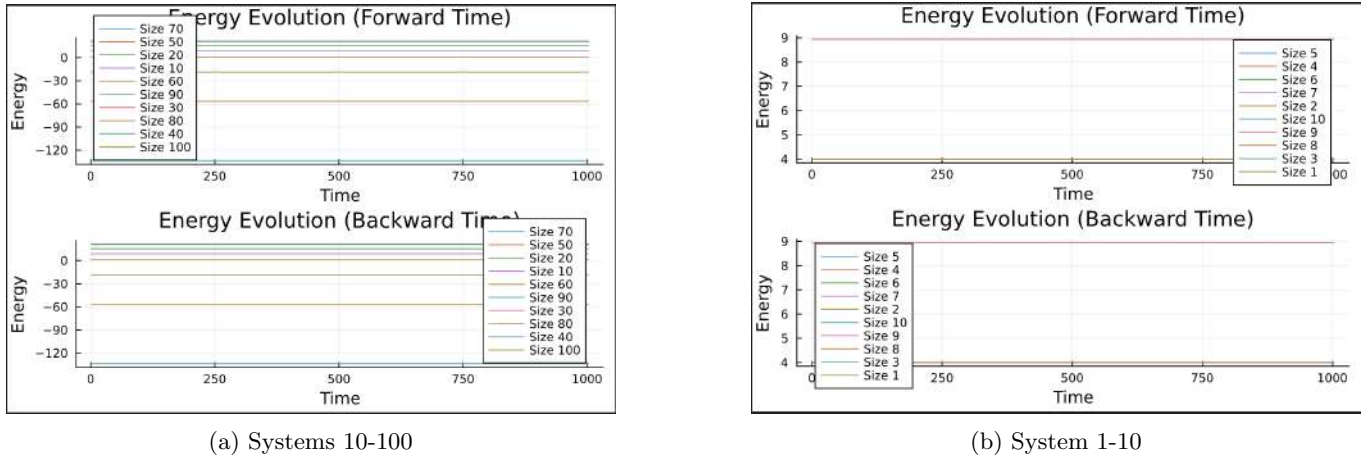 Energy Evolution (Forward Time)
Energy
0
−30
−60
−90
−120
Size 70
Size 50
Size 20
Size 10
Size 60
Size 90
Size 30
Size 80
Size 40
Size 100
0
250
500
750
1000
Time
Energy Evolution (Backward Time)
Energy
0
−30
−60
−90
−120
Size 70
Size 50
Size 20
Size 10
Size 60
Size 90
Size 30
Size 80
Size 40
Size 100
0
250
500
750
1000
Time
(a) Systems 10-100
Energy Evolution (Forward Time)
Energy
9
8
7
6
5
4
Size 5
Size 4
Size 6
Size 7
Size 2
Size 10
Size 9
Size 8
Size 3
Size 1
0
250
500
750
1000
Time
Energy Evolution (Backward Time)
Energy
9
8
7
6
5
4
Size 5
Size 4
Size 6
Size 7
Size 2
Size 10
Size 9
Size 8
Size 3
Size 1
0
250
500
750
1000
Time
(b) System 1-10